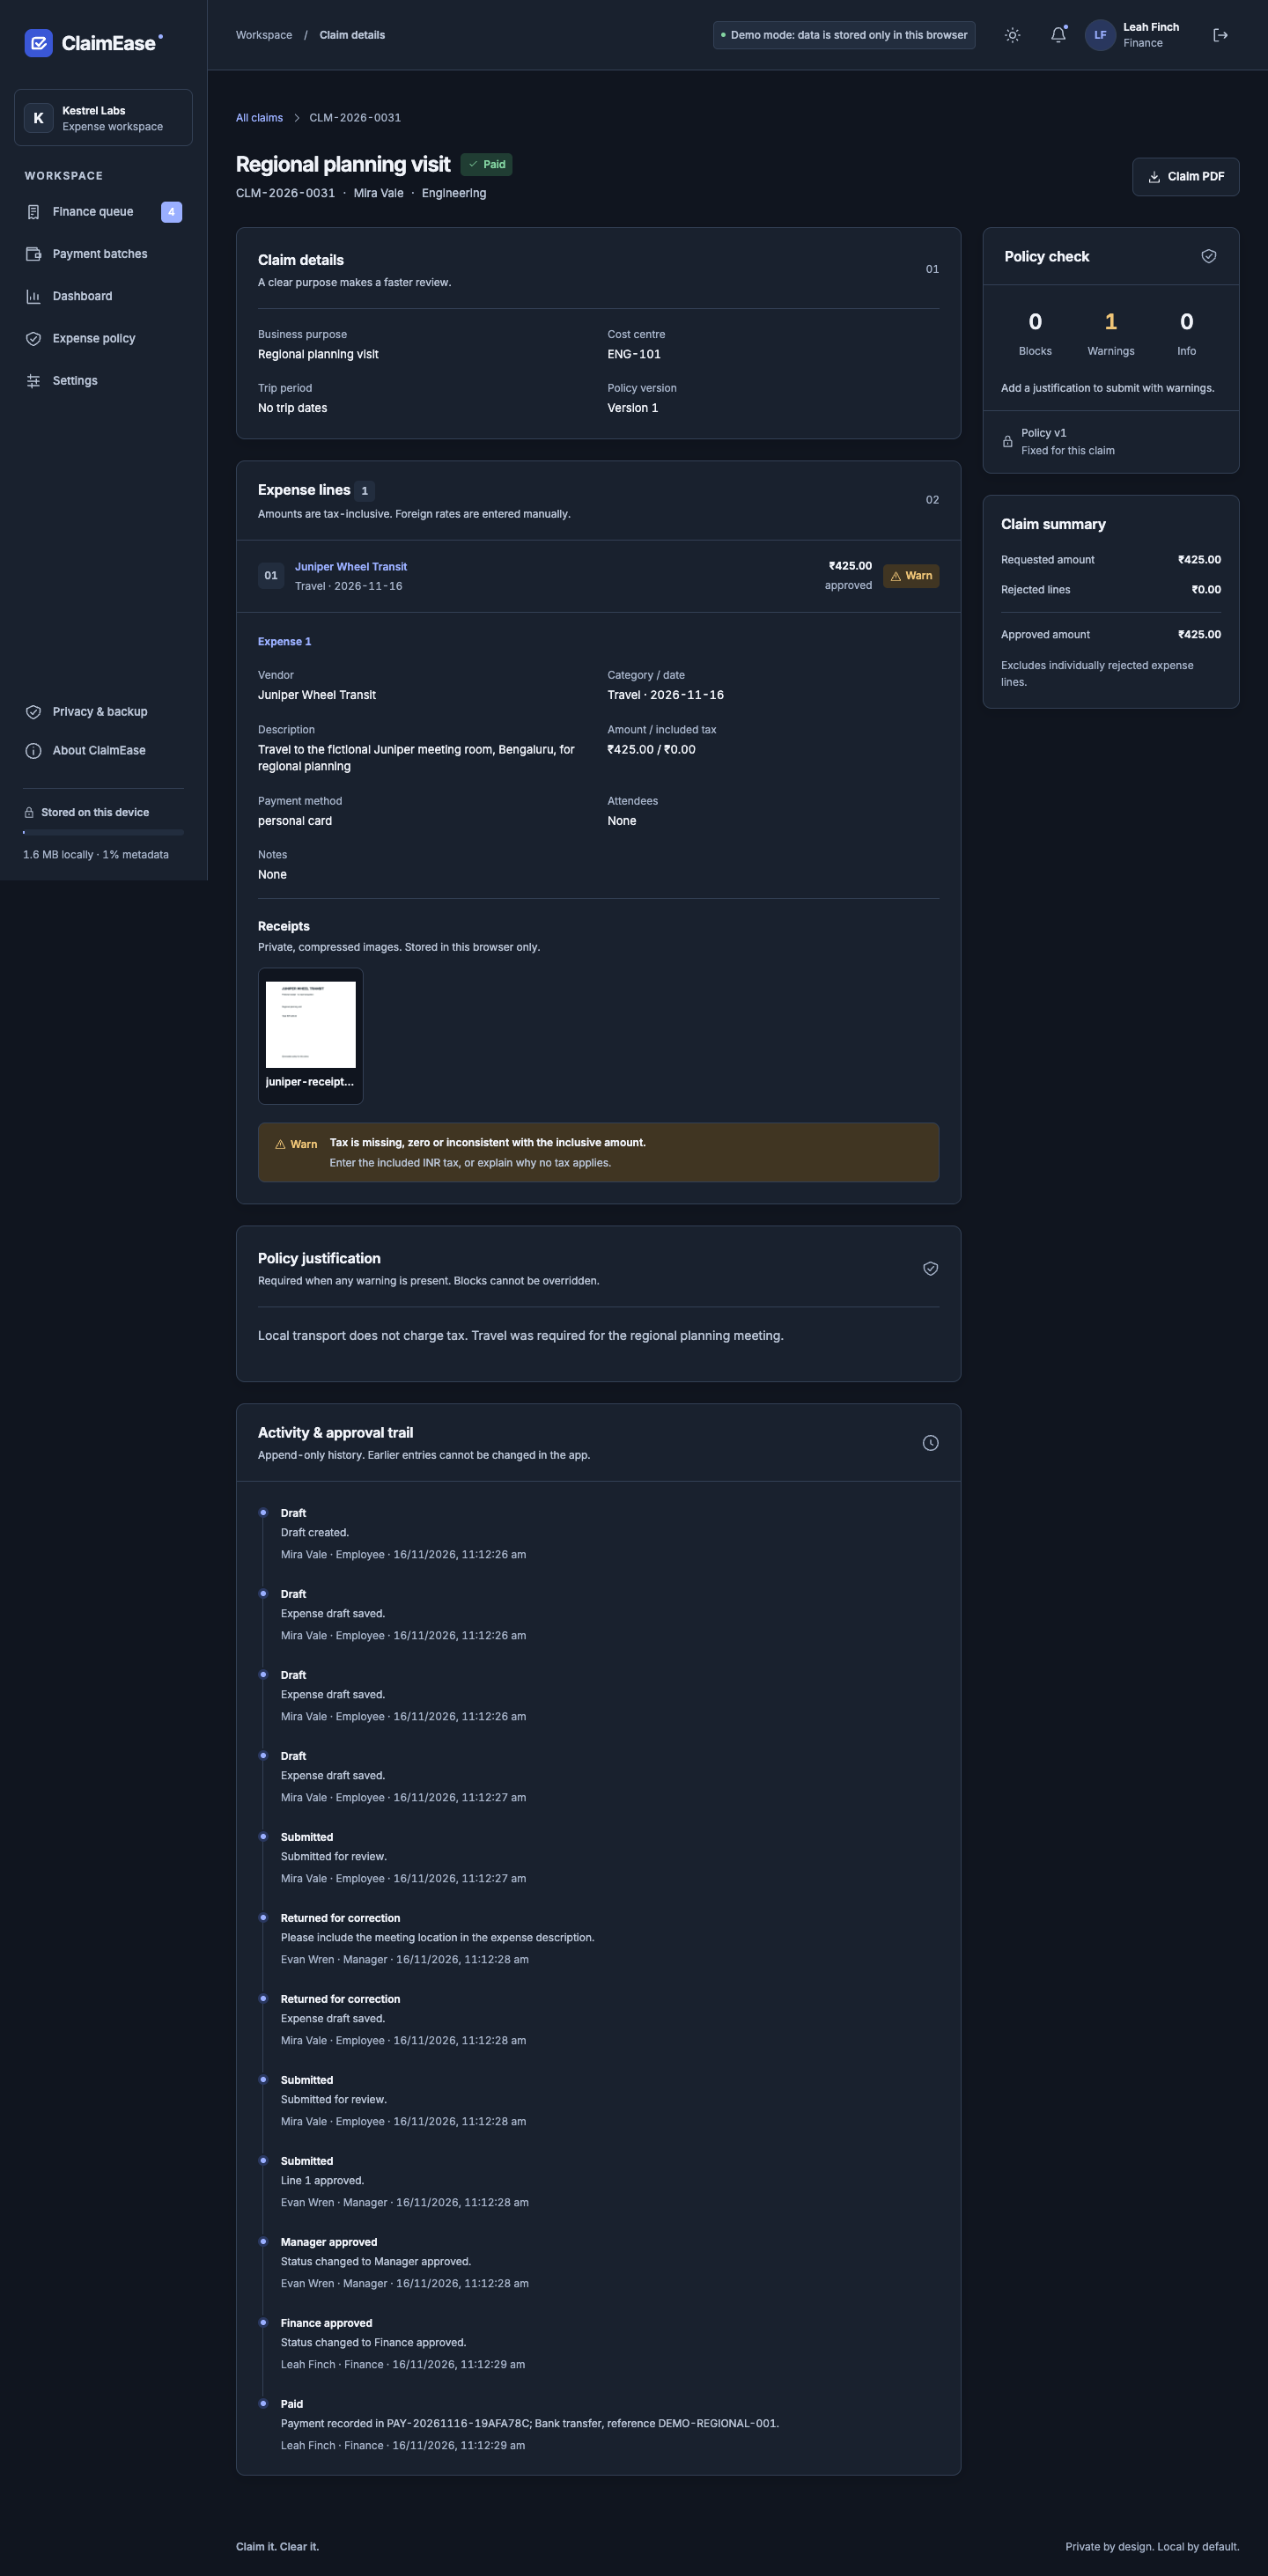 ClaimEase
K
Kestrel Labs
Expense workspace
WORKSPACE
Finance queue
4
Payment batches
Dashboard
Expense policy
Settings
Privacy & backup
About ClaimEase
Stored on this device
1.6 MB locally · 1% metadata
Workspace / Claim details
Demo mode: data is stored only in this browser
LF
Leah Finch
Finance
All claims > CLM-2026-0031
Regional planning visit
Paid
CLM-2026-0031 · Mira Vale · Engineering
Claim PDF
Claim details
A clear purpose makes a faster review.
01
Business purpose
Regional planning visit
Cost centre
ENG-101
Trip period
No trip dates
Policy version
Version 1
Expense lines 1
Amounts are tax-inclusive. Foreign rates are entered manually.
02
01
Juniper Wheel Transit
Travel · 2026-11-16
₹425.00
approved
Warn
Expense 1
Vendor
Juniper Wheel Transit
Category / date
Travel · 2026-11-16
Description
Travel to the fictional Juniper meeting room, Bengaluru, for
regional planning
Amount / included tax
₹425.00 / ₹0.00
Payment method
personal card
Attendees
None
Notes
None
Receipts
Private, compressed images. Stored in this browser only.
JUNIPER WHEEL TRANSIT
juniper-receipt...
Warn
Tax is missing, zero or inconsistent with the inclusive amount.
Enter the included INR tax, or explain why no tax applies.
Policy justification
Required when any warning is present. Blocks cannot be overridden.
Local transport does not charge tax. Travel was required for the regional planning meeting.
Activity & approval trail
Append-only history. Earlier entries cannot be changed in the app.
Draft
Draft created.
Mira Vale · Employee · 16/11/2026, 11:12:26 am
Draft
Expense draft saved.
Mira Vale · Employee · 16/11/2026, 11:12:26 am
Draft
Expense draft saved.
Mira Vale · Employee · 16/11/2026, 11:12:26 am
Draft
Expense draft saved.
Mira Vale · Employee · 16/11/2026, 11:12:27 am
Submitted
Submitted for review.
Mira Vale · Employee · 16/11/2026, 11:12:27 am
Returned for correction
Please include the meeting location in the expense description.
Evan Wren · Manager · 16/11/2026, 11:12:28 am
Returned for correction
Expense draft saved.
Mira Vale · Employee · 16/11/2026, 11:12:28 am
Submitted
Submitted for review.
Mira Vale · Employee · 16/11/2026, 11:12:28 am
Submitted
Line 1 approved.
Evan Wren · Manager · 16/11/2026, 11:12:28 am
Manager approved
Status changed to Manager approved.
Evan Wren · Manager · 16/11/2026, 11:12:28 am
Finance approved
Status changed to Finance approved.
Leah Finch · Finance · 16/11/2026, 11:12:29 am
Paid
Payment recorded in PAY-20261116-19AFA78C; Bank transfer, reference DEMO-REGIONAL-001.
Leah Finch · Finance · 16/11/2026, 11:12:29 am
Policy check
0
Blocks
1
Warnings
0
Info
Add a justification to submit with warnings.
Policy v1
Fixed for this claim
Claim summary
Requested amount ₹425.00
Rejected lines ₹0.00
Approved amount ₹425.00
Excludes individually rejected expense
lines.
Claim it. Clear it.
Private by design. Local by default.